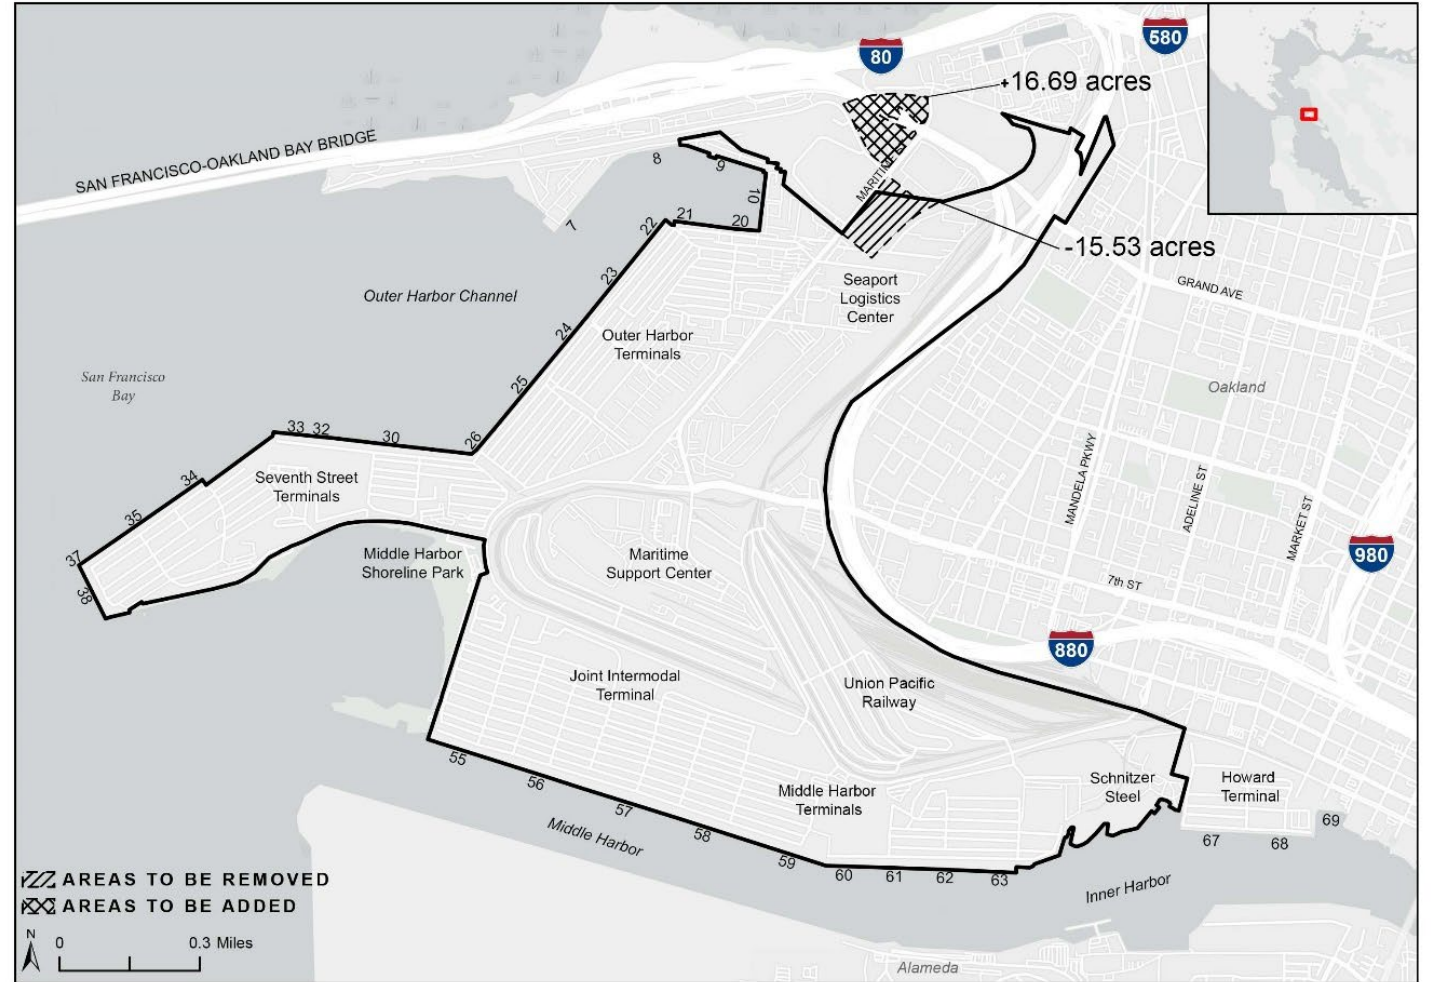 580
80
+16.69 acres
SAN FRANCISCO-OAKLAND BAY BRIDGE
8
9
10
MARITIME
7
22
21
20
-15.53 acres
Seaport
Logistics
Center
GRAND AVE
23
Outer Harbor Channel
24
Outer Harbor
Terminals
San Francisco
Bay
25
Oakland
33
32
30
26
34
Seventh Street
Terminals
MANDELA PKWY
ADELINE ST
MARKET ST
35
37
38
Middle Harbor
Shoreline Park
Maritime
Support Center
980
7th ST
880
Joint Intermodal
Terminal
Union Pacific
Railway
55
56
57
58
59
Middle Harbor
Terminals
Schnitzer
Steel
Howard
Terminal
69
67
68
Middle Harbor
60
61
62
63
Inner Harbor
AREAS TO BE REMOVED
AREAS TO BE ADDED
N
0
0.3 Miles
Alameda